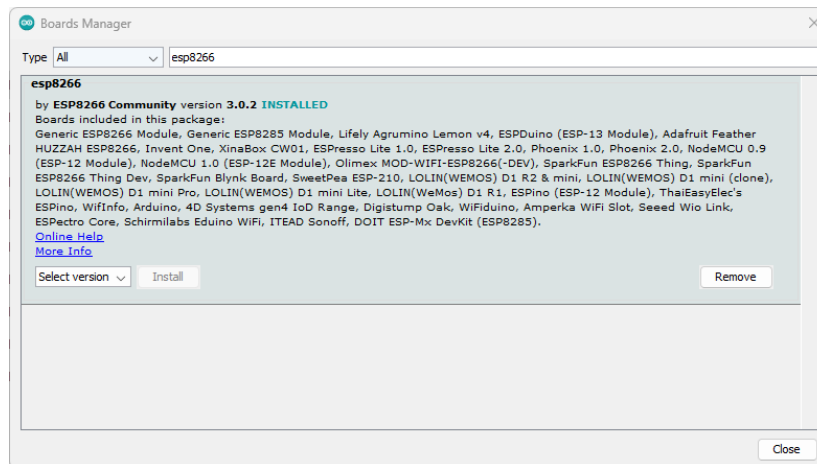 Boards Manager
Type All esp8266
esp8266
by ESP8266 Community version 3.0.2 INSTALLED
Boards included in this package:
Generic ESP8266 Module, Generic ESP8285 Module, Lifely Agrumino Lemon v4, ESPDuino (ESP-13 Module), Adafruit Feather
HUZZAH ESP8266, Invent One, XinaBox CW01, ESPresso Lite 1.0, ESPresso Lite 2.0, Phoenix 1.0, Phoenix 2.0, NodeMCU 0.9
(ESP-12 Module), NodeMCU 1.0 (ESP-12E Module), Olimex MOD-WIFI-ESP8266(-DEV), SparkFun ESP8266 Thing, SparkFun
ESP8266 Thing Dev, SparkFun Blynk Board, SweetPea ESP-210, LOLIN(WEMOS) D1 R2 & mini, LOLIN(WEMOS) D1 mini (clone),
LOLIN(WEMOS) D1 mini Pro, LOLIN(WEMOS) D1 mini Lite, LOLIN(WeMos) D1 R1, ESPino (ESP-12 Module), ThaiEasyElec's
ESPino, WifInfo, Arduino, 4D Systems gen4 IoD Range, Digistump Oak, WiFiduino, Amperka WiFi Slot, Seeed Wio Link,
ESPectro Core, Schirmilabs Eduino WiFi, ITEAD Sonoff, DOIT ESP-Mx DevKit (ESP8285).
Online Help
More Info
Select version Install Remove
Close